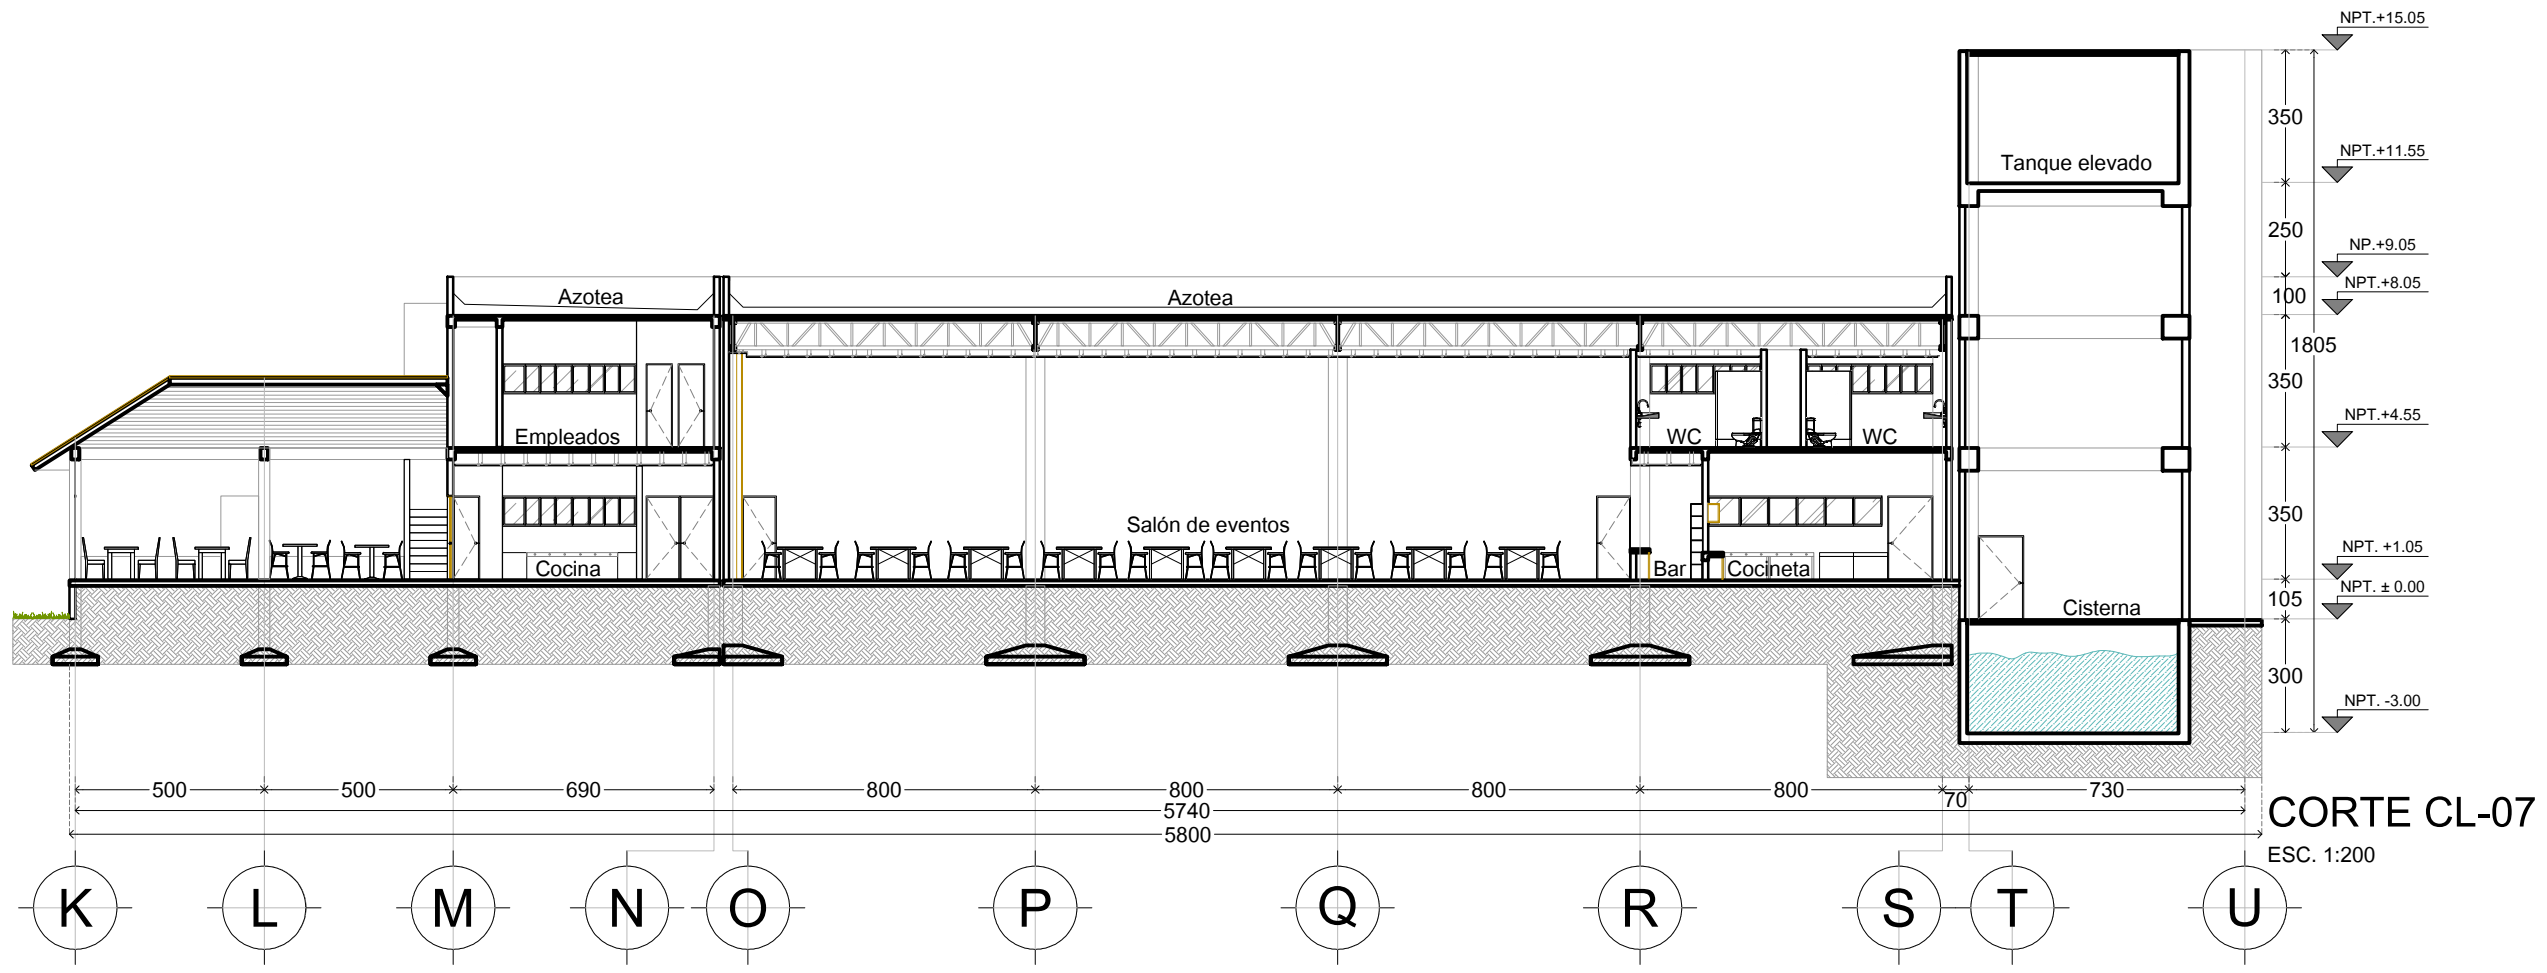 NPT.+15.05
350
Tanque elevado
NPT.+11.55
250
NP.+9.05
Azotea
Azotea
100
NPT.+8.05
1805
350
NPT.+4.55
Empleados
WC
WC
350
Salón de eventos
NPT. +1.05
Cocina
Bar
Cocineta
105
NPT. ± 0.00
Cisterna
300
NPT. -3.00
500
500
690
800
800
800
800
70
730
5740
5800
CORTE CL-07
ESC. 1:200
K
L
M
N
O
P
Q
R
S
T
U